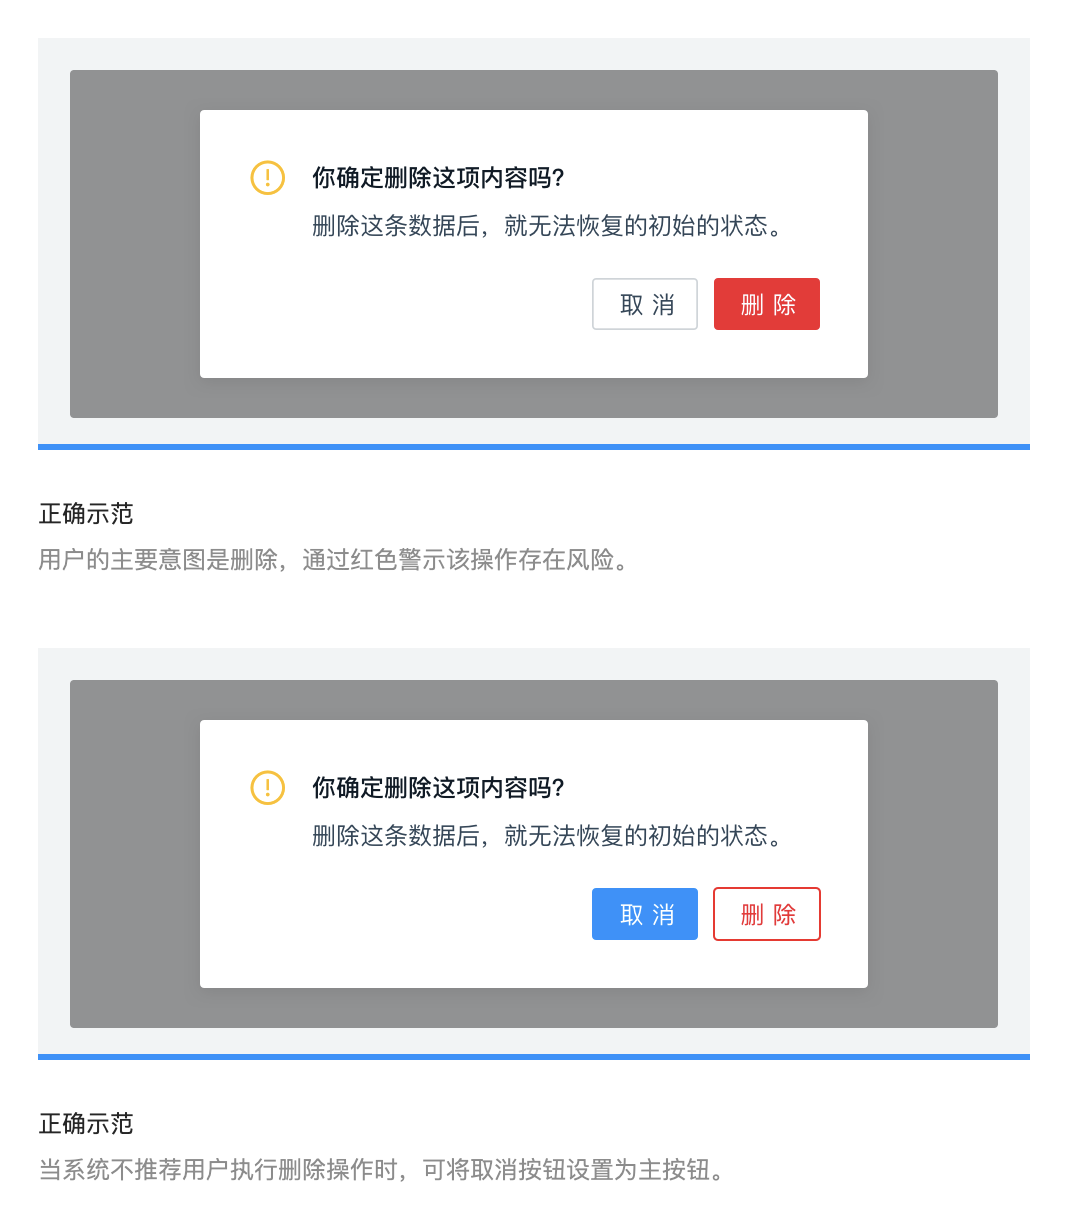 你确定删除这项内容吗?
删除这条数据后，就无法恢复的初始的状态。
取 消 删 除
正确示范
用户的主要意图是删除，通过红色警示该操作存在风险。
你确定删除这项内容吗?
删除这条数据后，就无法恢复的初始的状态。
取 消 删 除
正确示范
当系统不推荐用户执行删除操作时，可将取消按钮设置为主按钮。